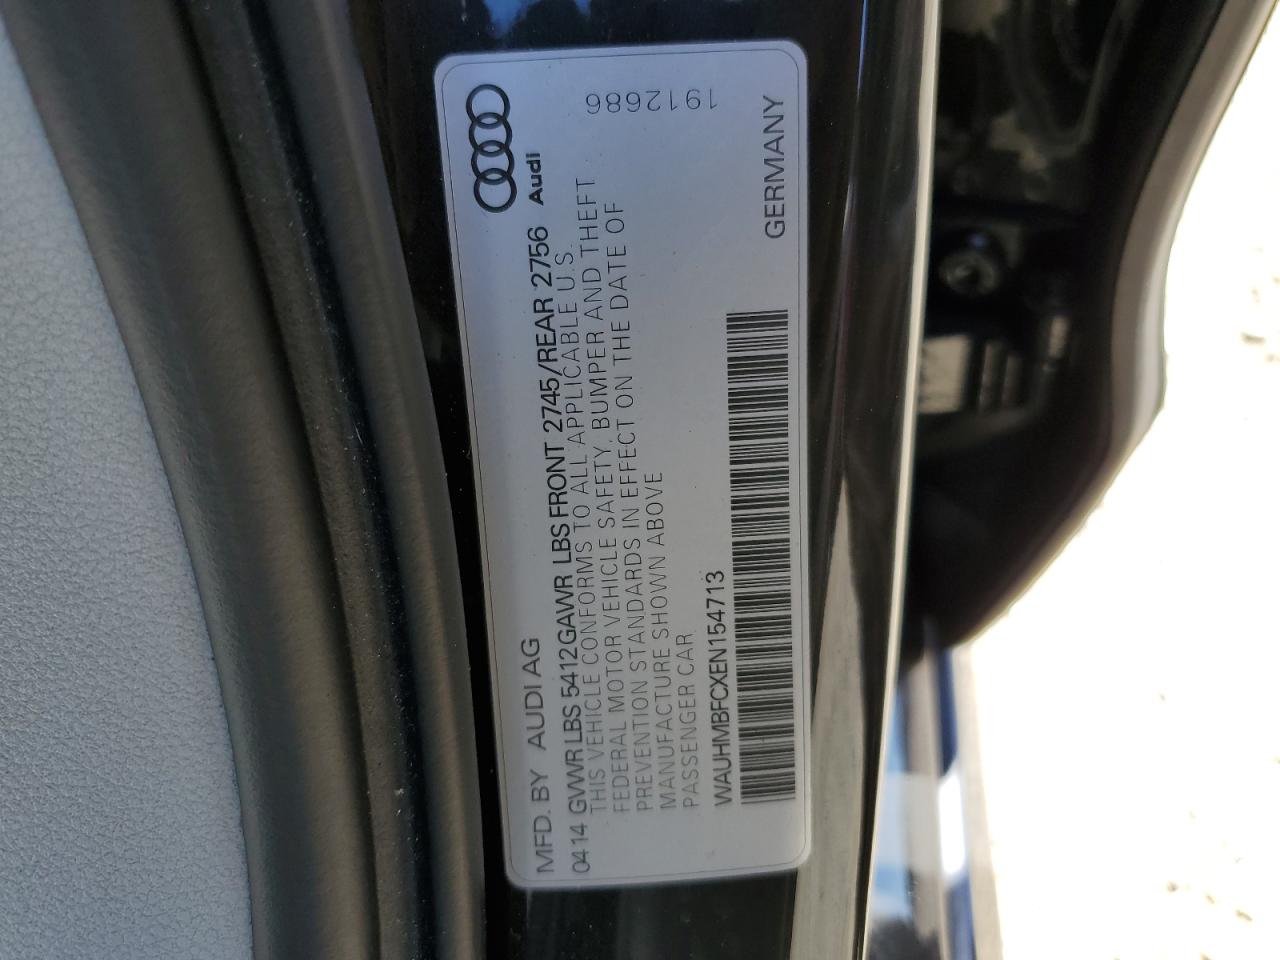 MFD. BY AUDI AG
0414 GVWR LBS 5412 GAWR LBS FRONT 2745/REAR 2756
THIS VEHICLE CONFORMS TO ALL APPLICABLE U.S.
FEDERAL MOTOR VEHICLE SAFETY, BUMPER AND THEFT
PREVENTION STANDARDS IN EFFECT ON THE DATE OF
MANUFACTURE SHOWN ABOVE
PASSENGER CAR
WAUHMBFCXEN154713
Audi
1912686
GERMANY